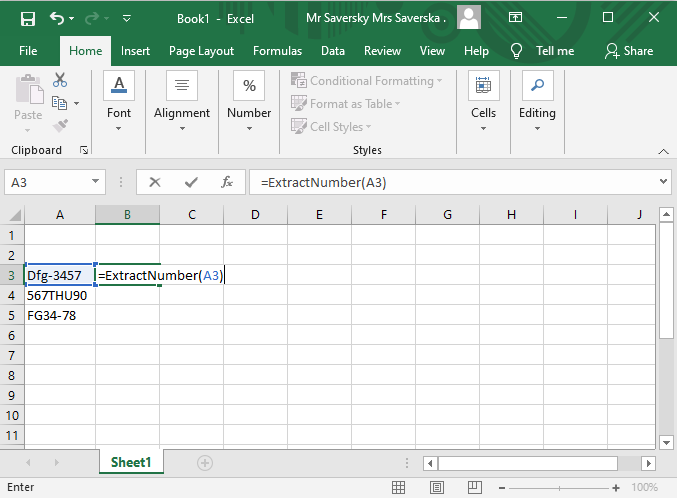 Book1 - Excel
Mr Saversky Mrs Saverska .
File Home Insert Page Layout Formulas Data Review View Help Tell me Share
Paste
Clipboard
A
Font
Alignment
%
Number
Conditional Formatting
Format as Table
Cell Styles
Styles
Cells
Editing
A3
fx
=ExtractNumber(A3)
A B C D E F G H I J
1
2
3 Dfg-3457 =ExtractNumber(A3)
4 567THU90
5 FG34-78
6
7
8
9
10
11
Sheet1
Enter
100%